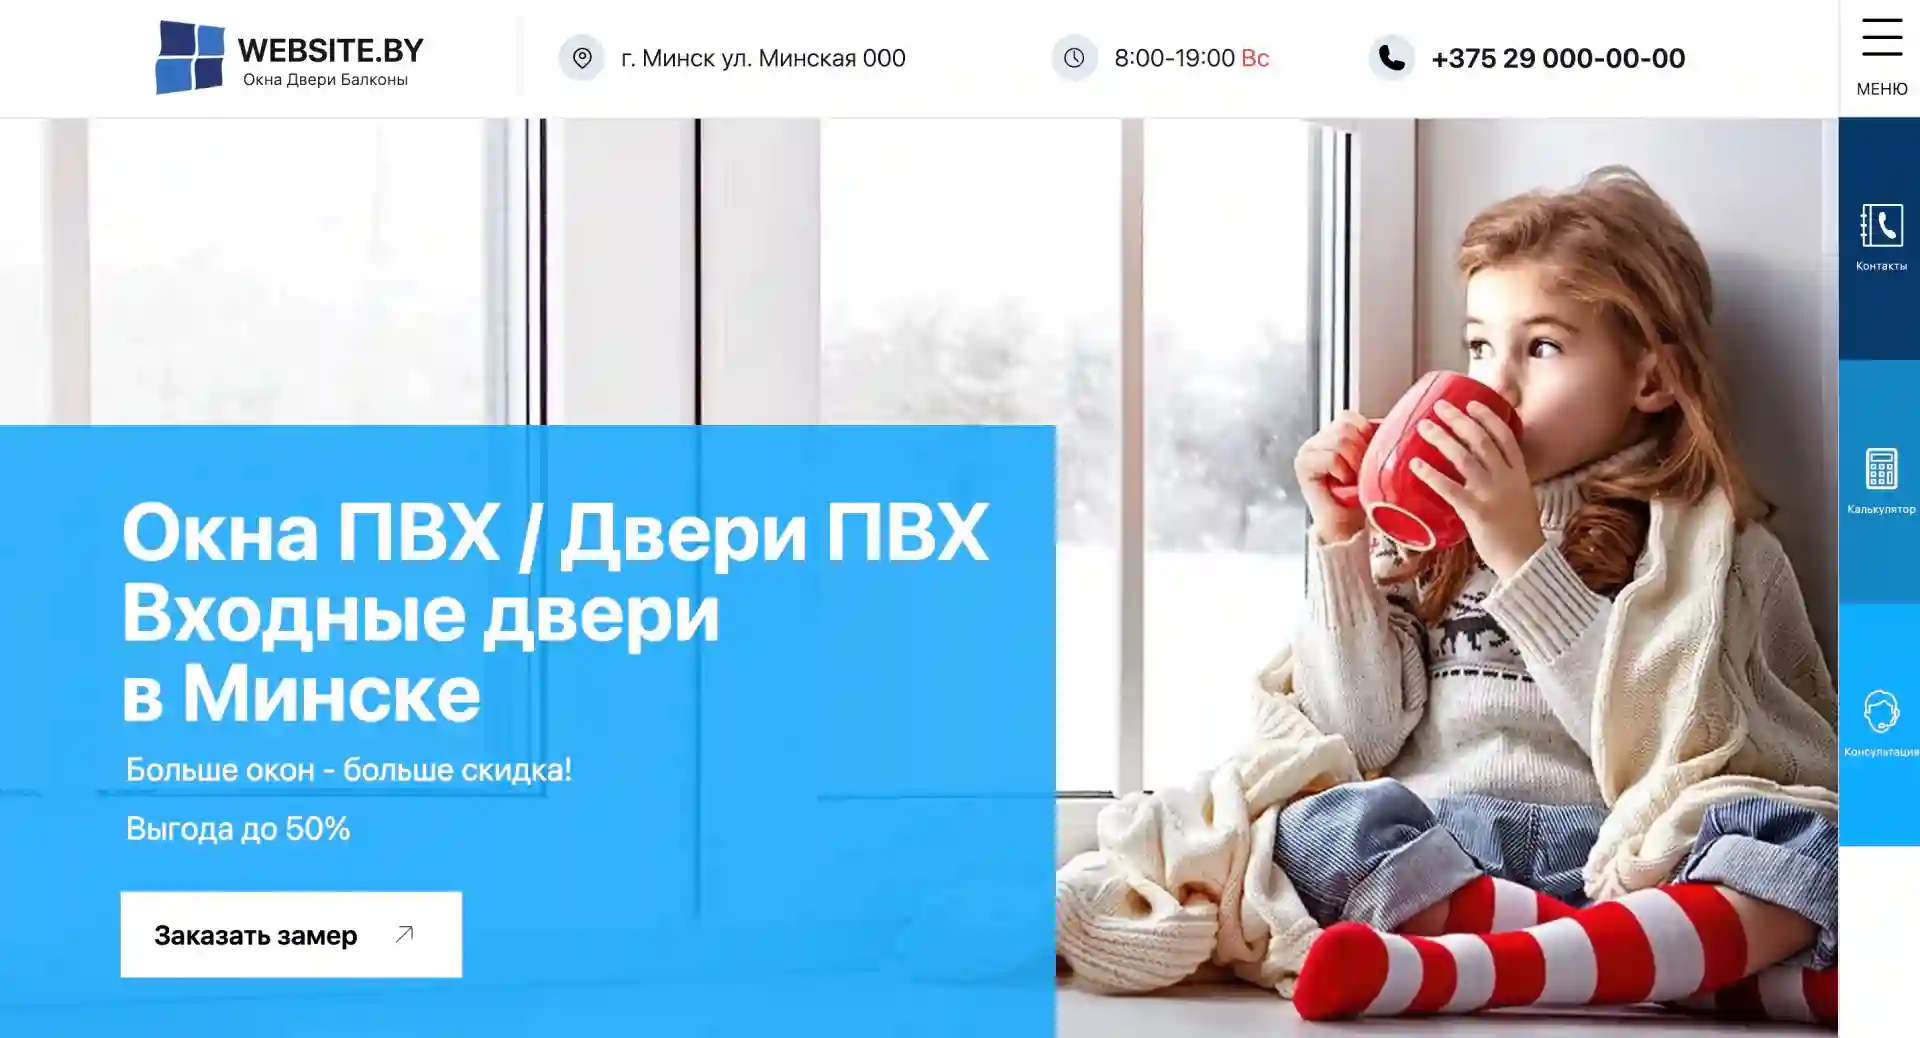 WEBSITE.BY
Окна Двери Балконы
г. Минск ул. Минская 000
8:00-19:00 Вс
+375 29 000-00-00
МЕНЮ
Контакты
Калькулятор
Консультация
Окна ПВХ / Двери ПВХ
Входные двери
в Минске
Больше окон - больше скидка!
Выгода до 50%
Заказать замер